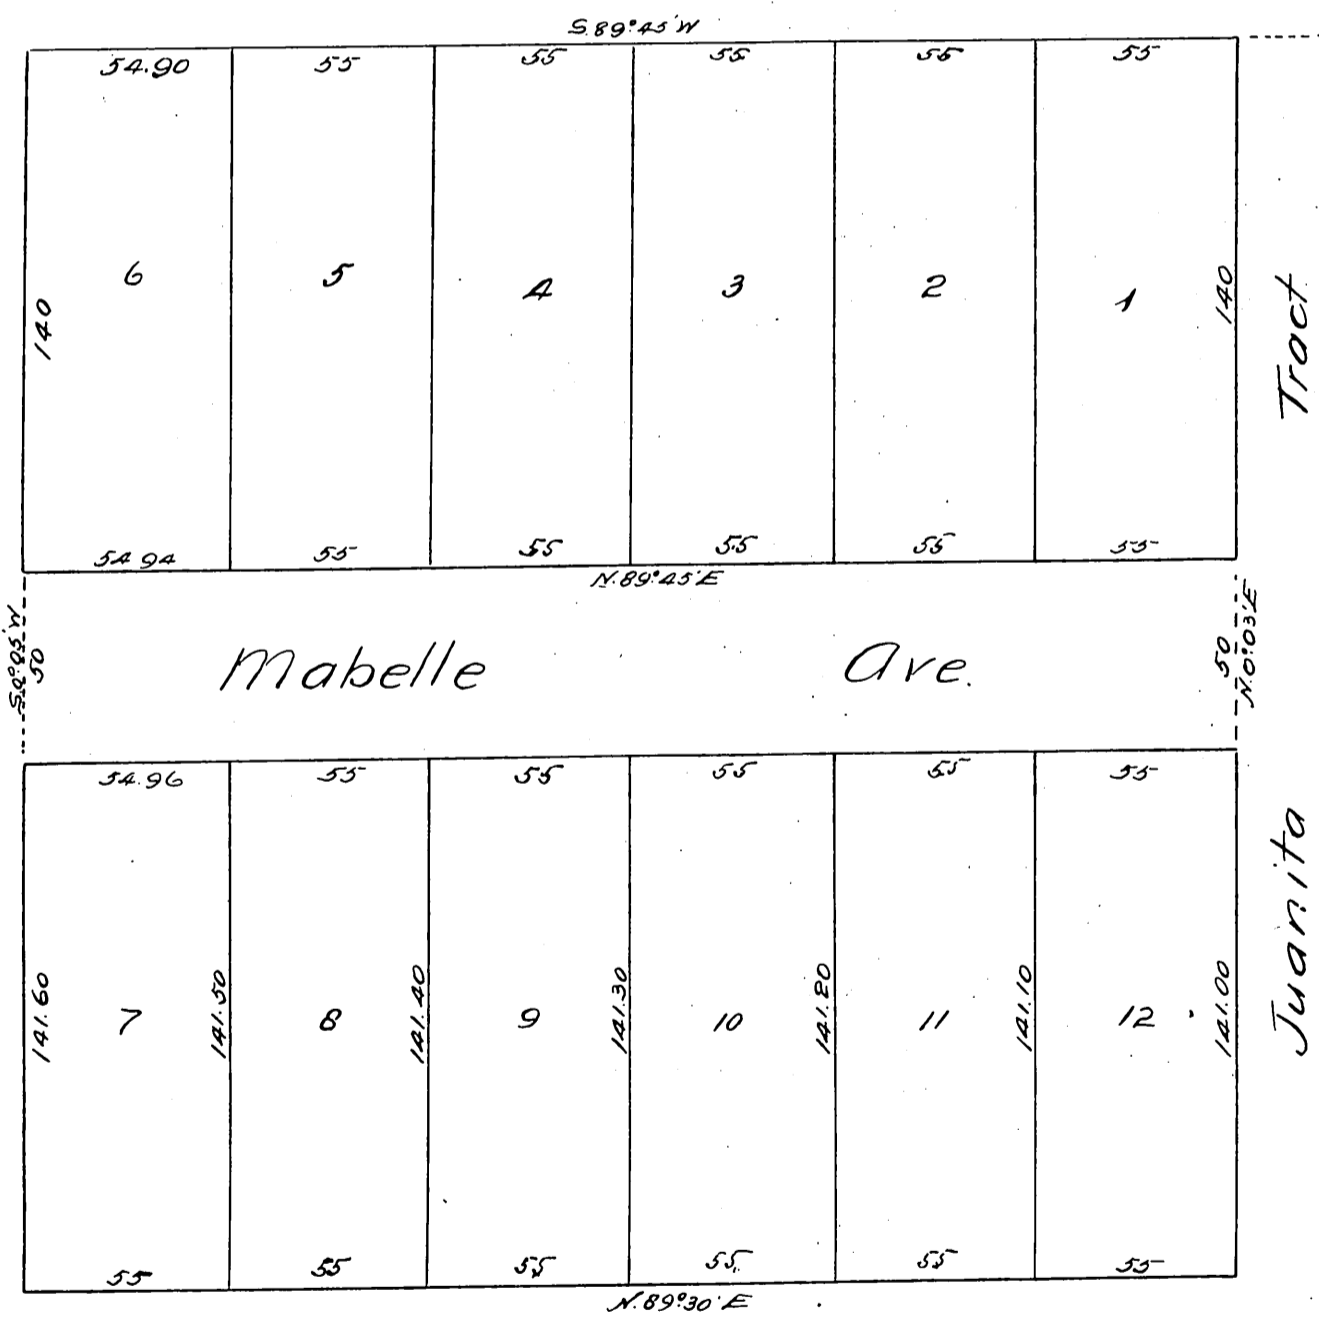 S.89°45'W
54.90 55 55 55 55 55
6 5 4 3 2 1
140 140
Tract
54.94 55 55 55 55 55
N.89°45'E
S.0°05'W
50
Mabelle Ave.
50
N.0°03'E
54.96 55 55 55 55 55
Juanita
141.60 7 141.50 8 141.40 9 141.30 10 141.20 11 141.10 12 141.00
55 55 55 55 55 55
N.89°30'E